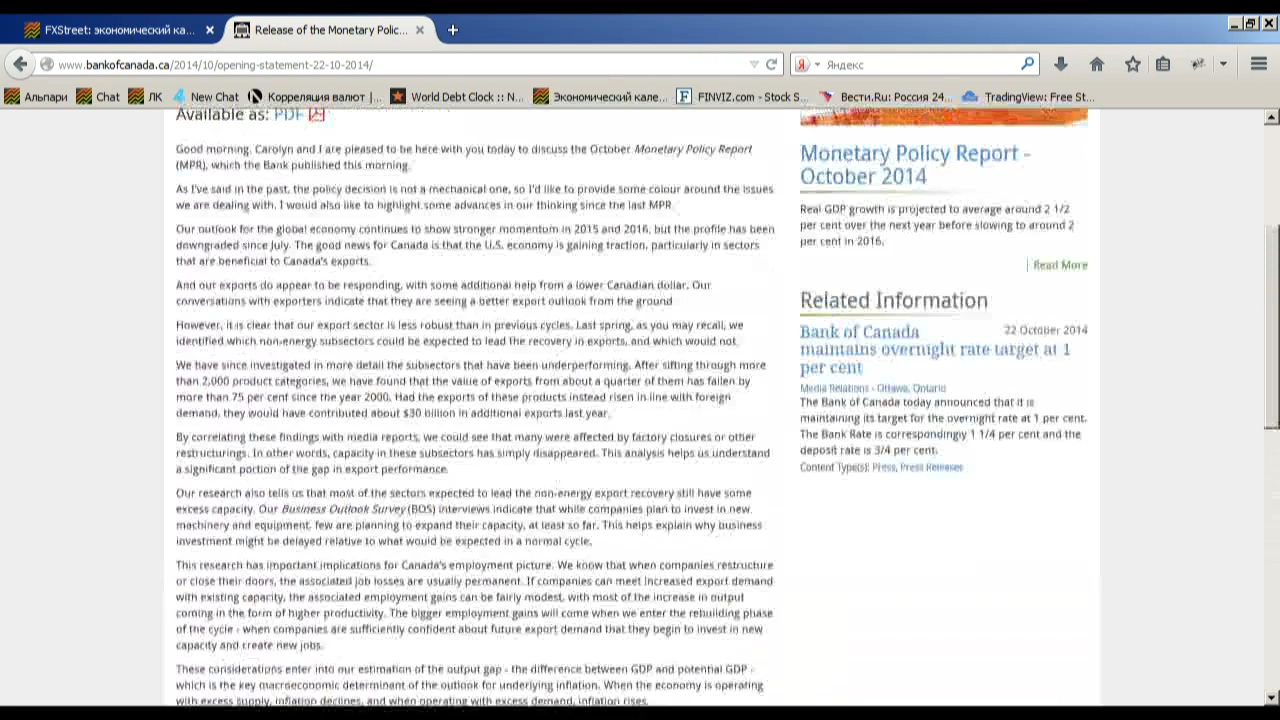 FXStreet: экономический ка...
Release of the Monetary Polic...
www.bankofcanada.ca/2014/10/opening-statement-22-10-2014/
Яндекс
Альпари
Chat
ЛК
New Chat
Корреляция валют |...
World Debt Clock :: N...
Экономический кале...
FINVIZ.com - Stock S...
Вести.Ru: Россия 24...
TradingView: Free St...
Available as: PDF
Good morning. Carolyn and I are pleased to be here with you today to discuss the October Monetary Policy Report
(MPR), which the Bank published this morning.
As I've said in the past, the policy decision is not a mechanical one, so I'd like to provide some colour around the issues
we are dealing with. I would also like to highlight some advances in our thinking since the last MPR.
Our outlook for the global economy continues to show stronger momentum in 2015 and 2016, but the profile has been
downgraded since July. The good news for Canada is that the U.S. economy is gaining traction, particularly in sectors
that are beneficial to Canada's exports.
And our exports do appear to be responding, with some additional help from a lower Canadian dollar. Our
conversations with exporters indicate that they are seeing a better export outlook from the ground.
However, it is clear that our export sector is less robust than in previous cycles. Last spring, as you may recall, we
identified which non-energy subsectors could be expected to lead the recovery in exports, and which would not.
We have since investigated in more detail the subsectors that have been underperforming. After sifting through more
than 2,000 product categories, we have found that the value of exports from about a quarter of them has fallen by
more than 75 per cent since the year 2000. Had the exports of these products instead risen in line with foreign
demand, they would have contributed about $30 billion in additional exports last year.
By correlating these findings with media reports, we could see that many were affected by factory closures or other
restructurings. In other words, capacity in these subsectors has simply disappeared. This analysis helps us understand
a significant portion of the gap in export performance.
Our research also tells us that most of the sectors expected to lead the non-energy export recovery still have some
excess capacity. Our Business Outlook Survey (BOS) interviews indicate that while companies plan to invest in new
machinery and equipment, few are planning to expand their capacity, at least so far. This helps explain why business
investment might be delayed relative to what would be expected in a normal cycle.
This research has important implications for Canada's employment picture. We know that when companies restructure
or close their doors, the associated job losses are usually permanent. If companies can meet increased export demand
with existing capacity, the associated employment gains can be fairly modest, with most of the increase in output
coming in the form of higher productivity. The bigger employment gains will come when we enter the rebuilding phase
of the cycle - when companies are sufficiently confident about future export demand that they begin to invest in new
capacity and create new jobs.
These considerations enter into our estimation of the output gap - the difference between GDP and potential GDP -
which is the key macroeconomic determinant of the outlook for underlying inflation. When the economy is operating
with excess supply, inflation declines, and when operating with excess demand, inflation rises.
Monetary Policy Report -
October 2014
Real GDP growth is projected to average around 2 1/2
per cent over the next year before slowing to around 2
per cent in 2016.
Read More
Related Information
Bank of Canada
22 October 2014
maintains overnight rate target at 1
per cent
Media Relations - Ottawa, Ontario
The Bank of Canada today announced that it is
maintaining its target for the overnight rate at 1 per cent.
The Bank Rate is correspondingly 1 1/4 per cent and the
deposit rate is 3/4 per cent.
Content Type(s): Press, Press Releases